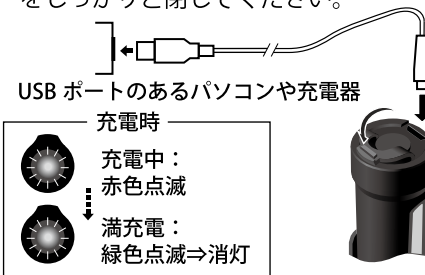 をしっかりと閉じてください。
USB ポートのあるパソコンや充電器
充電時
充電中：
赤色点滅
満充電：
緑色点滅⇒消灯